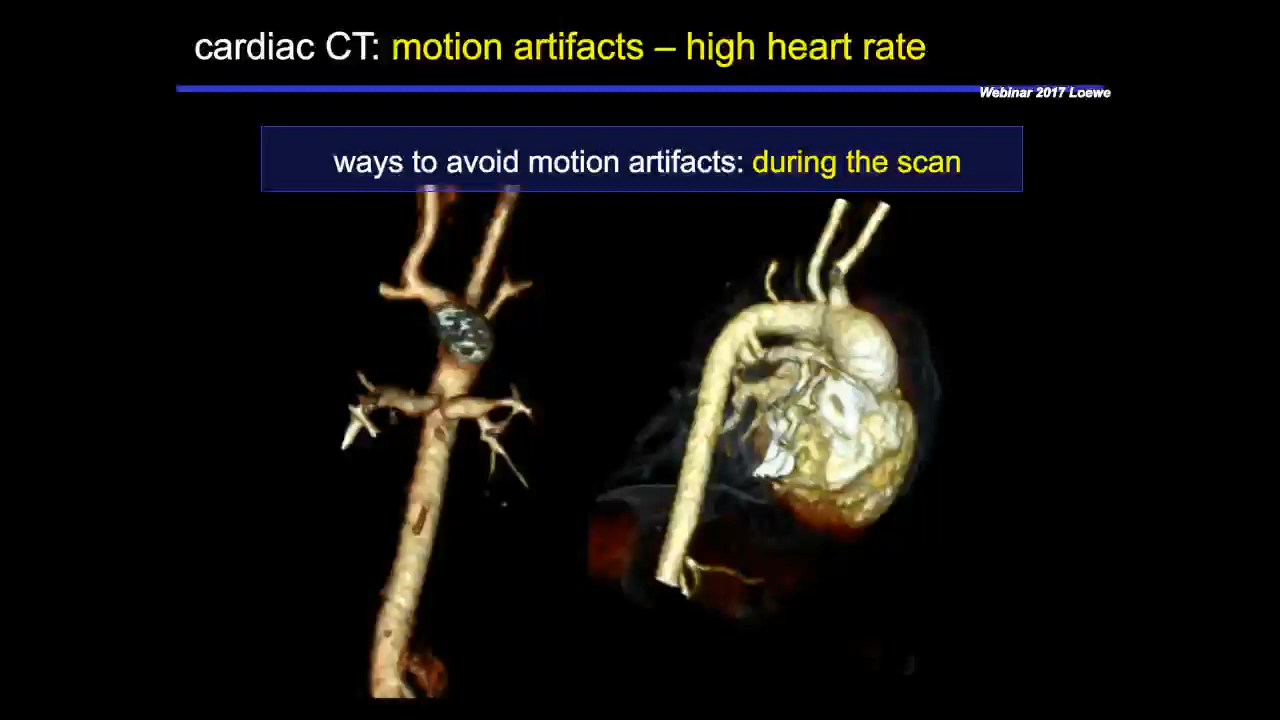 cardiac CT: motion artifacts – high heart rate
Webinar 2017 Loewe
ways to avoid motion artifacts: during the scan